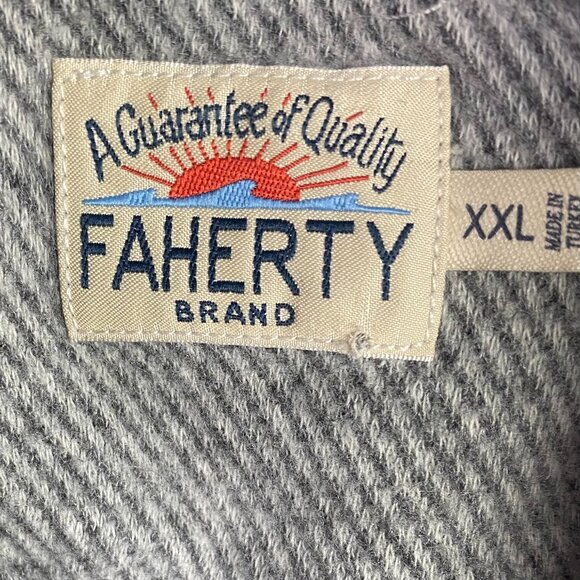 A Guarantee of Quality
FAHERTY
BRAND
XXL
MADE IN
TURKEY